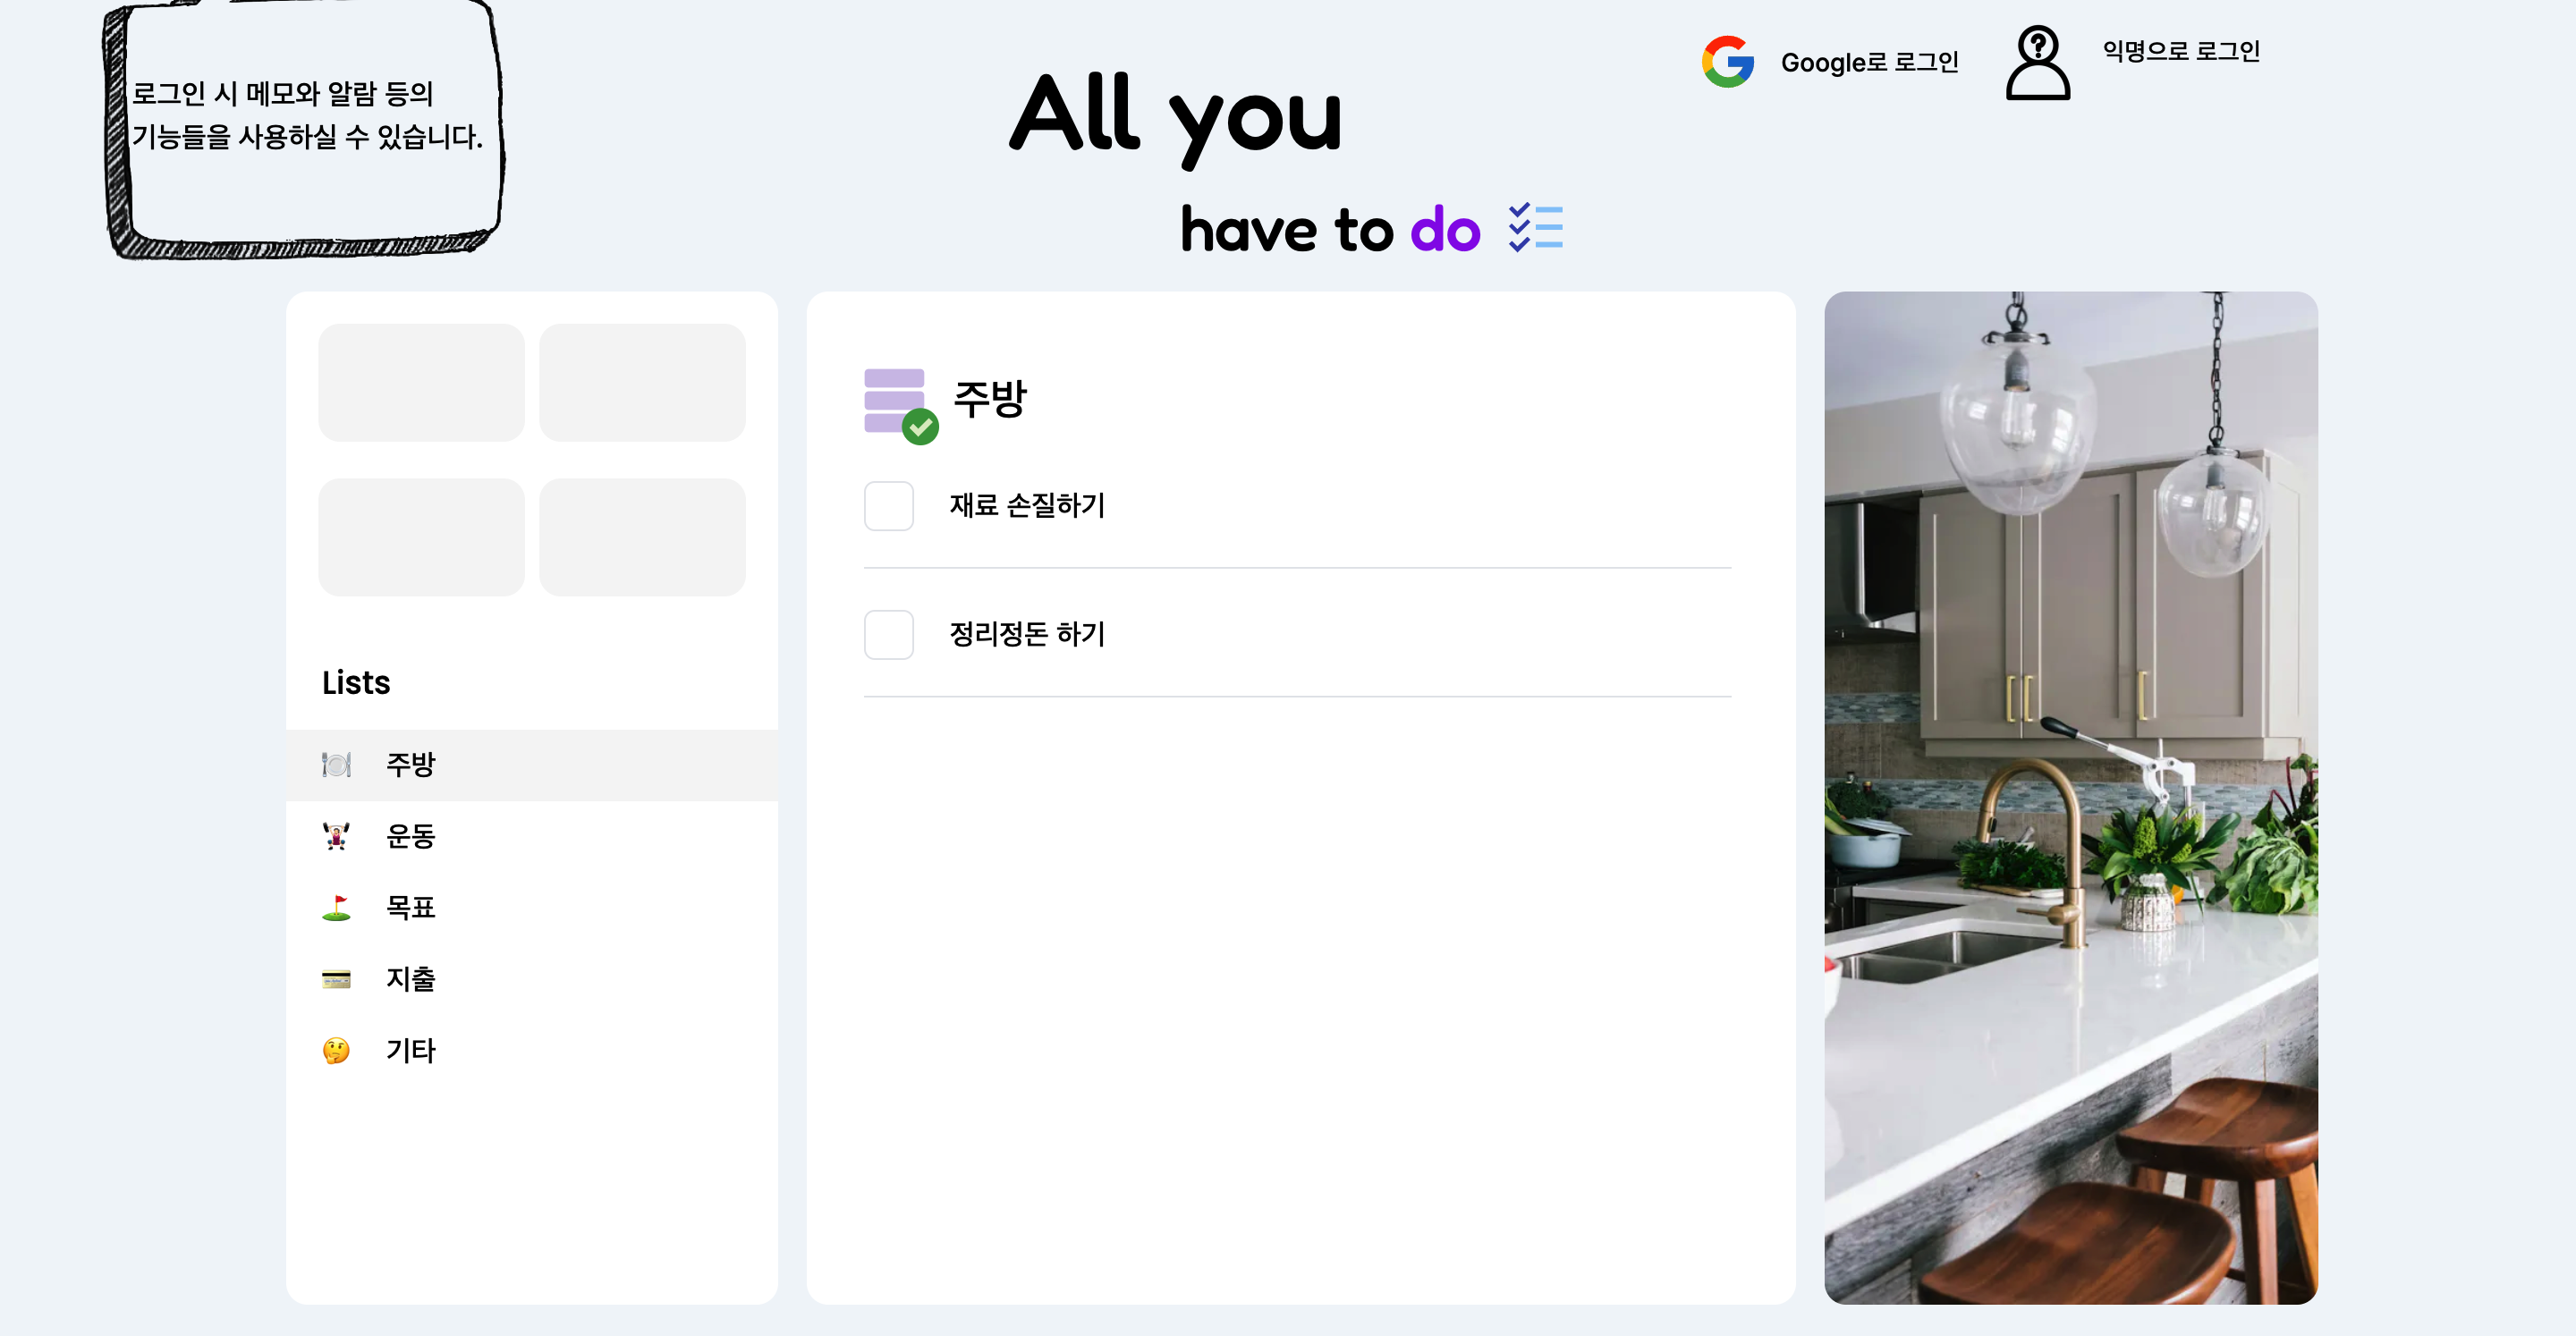 로그인 시 메모와 알람 등의
기능들을 사용하실 수 있습니다.
All you
have to do
Google로 로그인
익명으로 로그인
Lists
주방
운동
목표
지출
기타
주방
재료 손질하기
정리정돈 하기